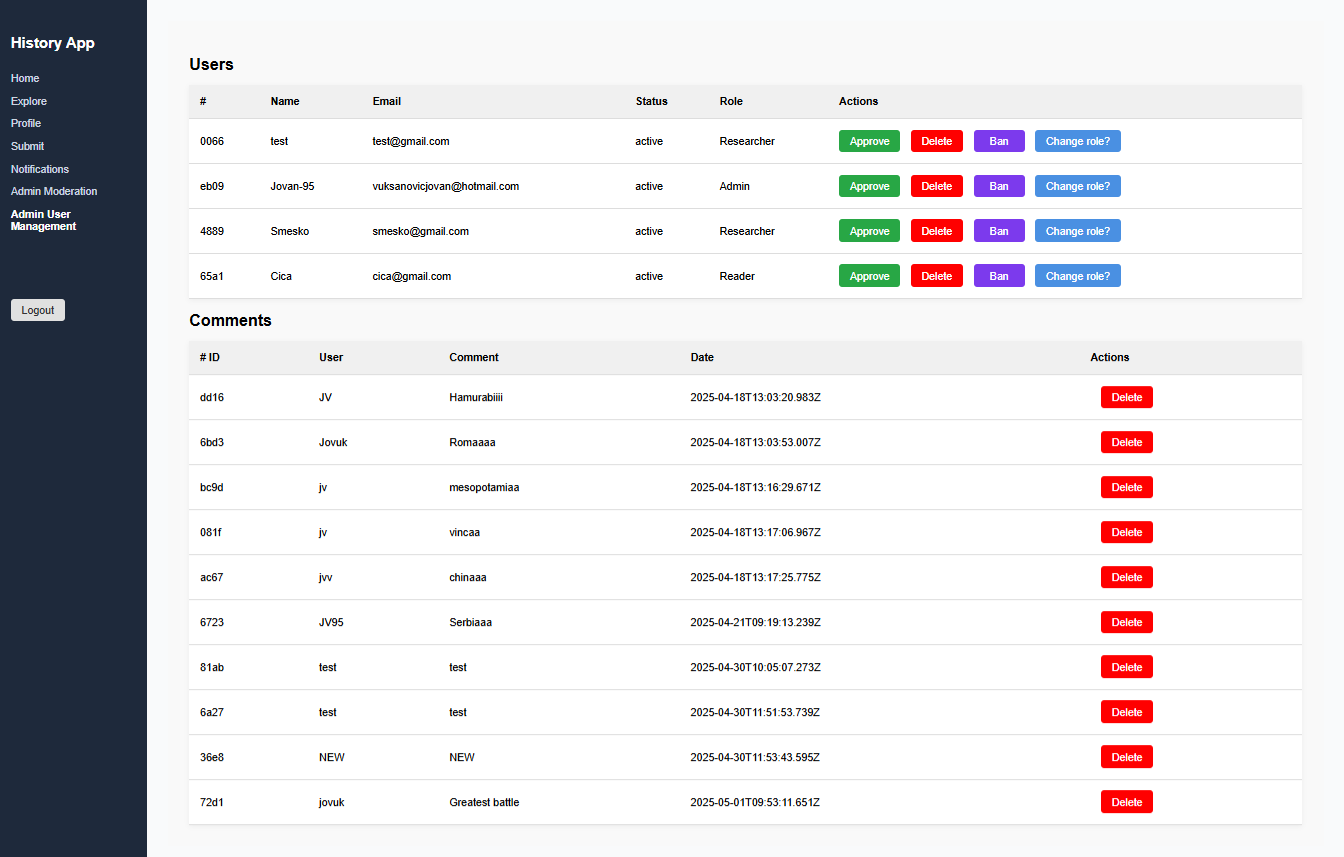 History App
Home
Explore
Profile
Submit
Notifications
Admin Moderation
Admin User
Management
Logout
Users
# Name Email Status Role Actions
0066 test test@gmail.com active Researcher Approve Delete Ban Change role?
eb09 Jovan-95 vuksanovicjovan@hotmail.com active Admin Approve Delete Ban Change role?
4889 Smesko smesko@gmail.com active Researcher Approve Delete Ban Change role?
65a1 Cica cica@gmail.com active Reader Approve Delete Ban Change role?
Comments
# ID User Comment Date Actions
dd16 JV Hamurabiiii 2025-04-18T13:03:20.983Z Delete
6bd3 Jovuk Romaaaa 2025-04-18T13:03:53.007Z Delete
bc9d jv mesopotamiaa 2025-04-18T13:16:29.671Z Delete
081f jv vincaa 2025-04-18T13:17:06.967Z Delete
ac67 jvv chinaaa 2025-04-18T13:17:25.775Z Delete
6723 JV95 Serbiaaa 2025-04-21T09:19:13.239Z Delete
81ab test test 2025-04-30T10:05:07.273Z Delete
6a27 test test 2025-04-30T11:51:53.739Z Delete
36e8 NEW NEW 2025-04-30T11:53:43.595Z Delete
72d1 jovuk Greatest battle 2025-05-01T09:53:11.651Z Delete